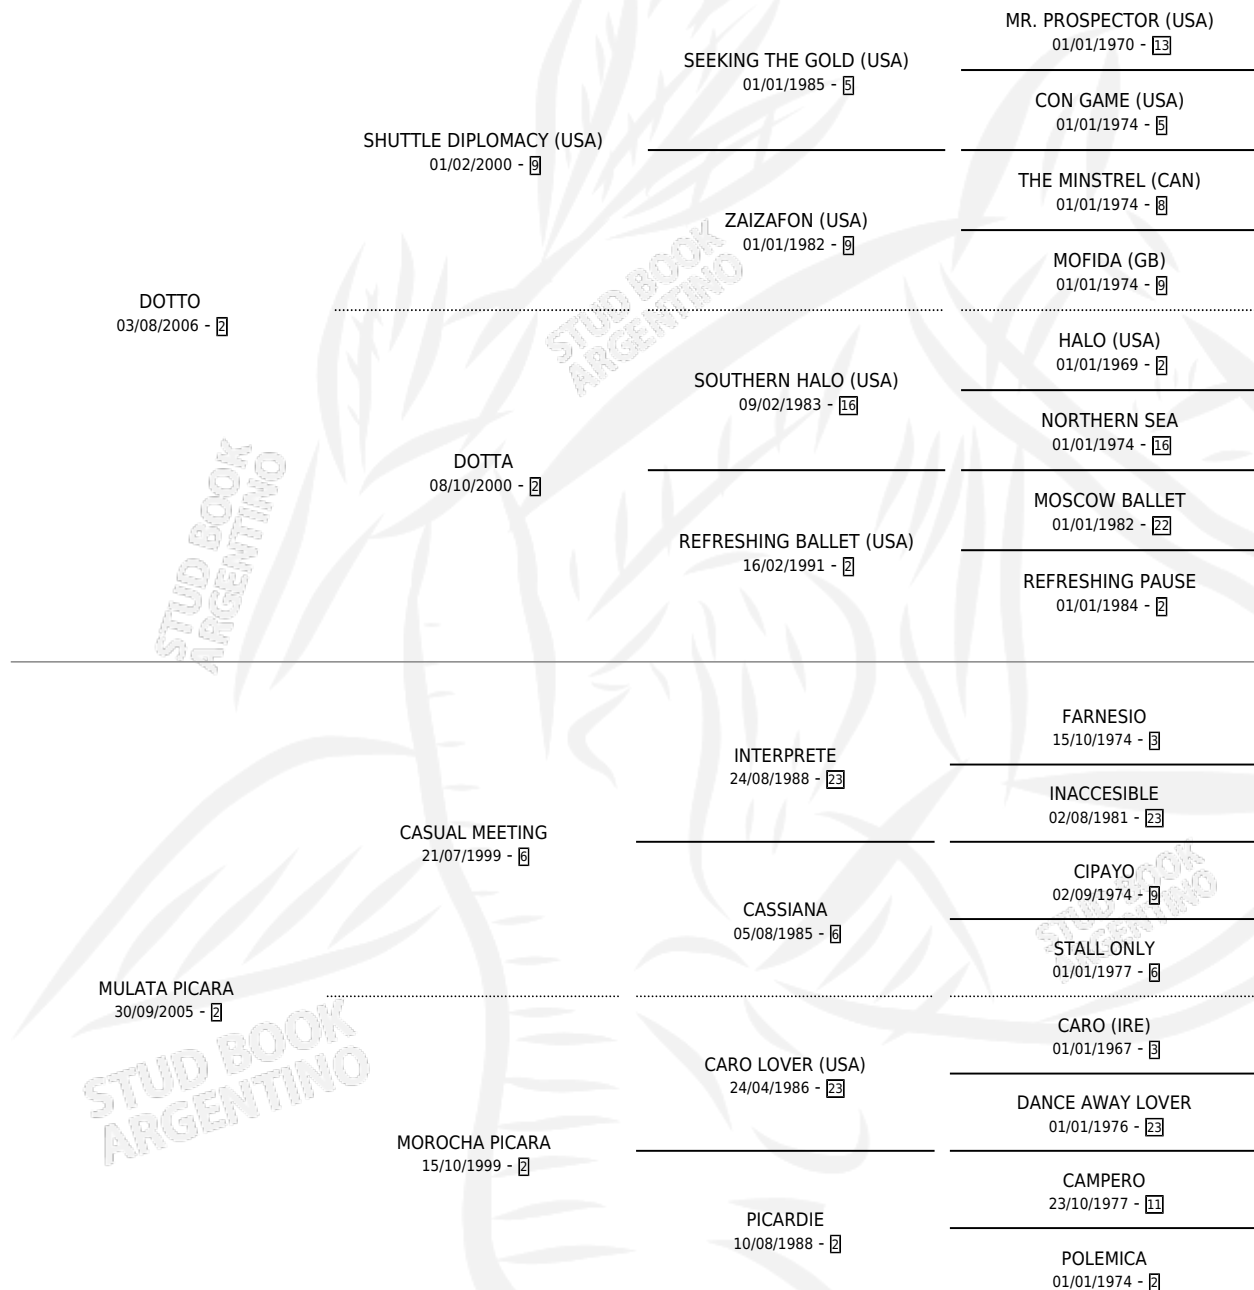 MR. PROSPECTOR (USA)
01/01/1970 - 13
SEEKING THE GOLD (USA)
01/01/1985 - 5
CON GAME (USA)
01/01/1974 - 5
SHUTTLE DIPLOMACY (USA)
01/02/2000 - 9
THE MINSTREL (CAN)
01/01/1974 - 8
ZAIZAFON (USA)
01/01/1982 - 9
MOFIDA (GB)
01/01/1974 - 9
DOTTO
03/08/2006 - 2
STUD BOOK
ARGENTINO
HALO (USA)
01/01/1969 - 2
SOUTHERN HALO (USA)
09/02/1983 - 16
NORTHERN SEA
01/01/1974 - 16
DOTTA
08/10/2000 - 2
MOSCOW BALLET
01/01/1982 - 22
REFRESHING BALLET (USA)
16/02/1991 - 2
REFRESHING PAUSE
01/01/1984 - 2
STUD BOOK
ARGENTINO
FARNESIO
15/10/1974 - 3
INTERPRETE
24/08/1988 - 23
INACCESIBLE
02/08/1981 - 23
CASUAL MEETING
21/07/1999 - 6
CIPAYO
02/09/1974 - 9
CASSIANA
05/08/1985 - 6
STALL ONLY
01/01/1977 - 6
STUD BOOK
ARGENTINO
MULATA PICARA
30/09/2005 - 2
CARO (IRE)
01/01/1967 - 3
CARO LOVER (USA)
24/04/1986 - 23
DANCE AWAY LOVER
01/01/1976 - 23
STUD BOOK
ARGENTINO
MOROCHA PICARA
15/10/1999 - 2
CAMPERO
23/10/1977 - 11
PICARDIE
10/08/1988 - 2
POLEMICA
01/01/1974 - 2